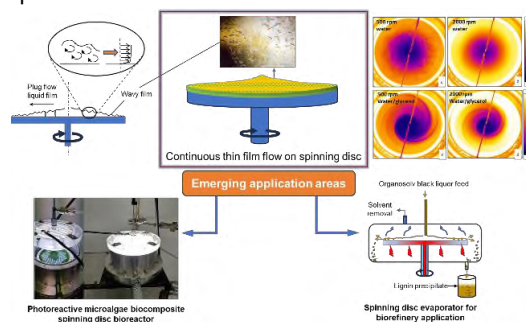 Plug flow
liquid film
Wavy film
Continuous thin film flow on spinning disc
500 rpm
water
2000 rpm
water
500 rpm
water/glycerol
2000 rpm
Water/glycerol
Emerging application areas
Photoreactive microalgae biocomposite
spinning disc bioreactor
Organosolv black liquor feed
Solvent
removal
Lignin precipitate
Spinning disc evaporator for
biorefinery application